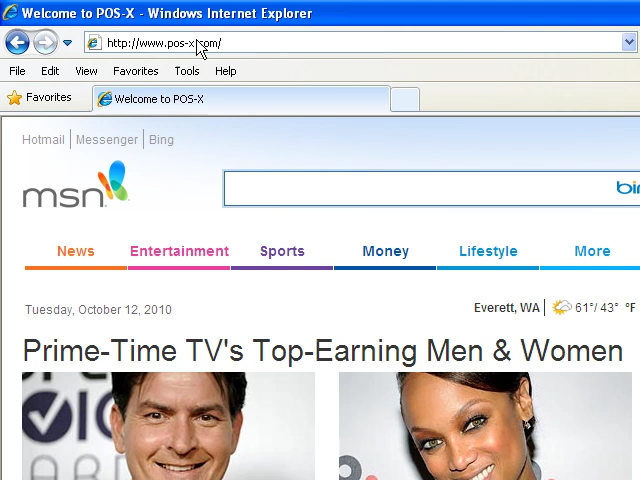 Welcome to POS-X - Windows Internet Explorer
http://www.pos-x.com/
File Edit View Favorites Tools Help
Favorites Welcome to POS-X
Hotmail Messenger Bing
msn
News Entertainment Sports Money Lifestyle More
Tuesday, October 12, 2010
Everett, WA 61°/ 43° °F
Prime-Time TV's Top-Earning Men & Women